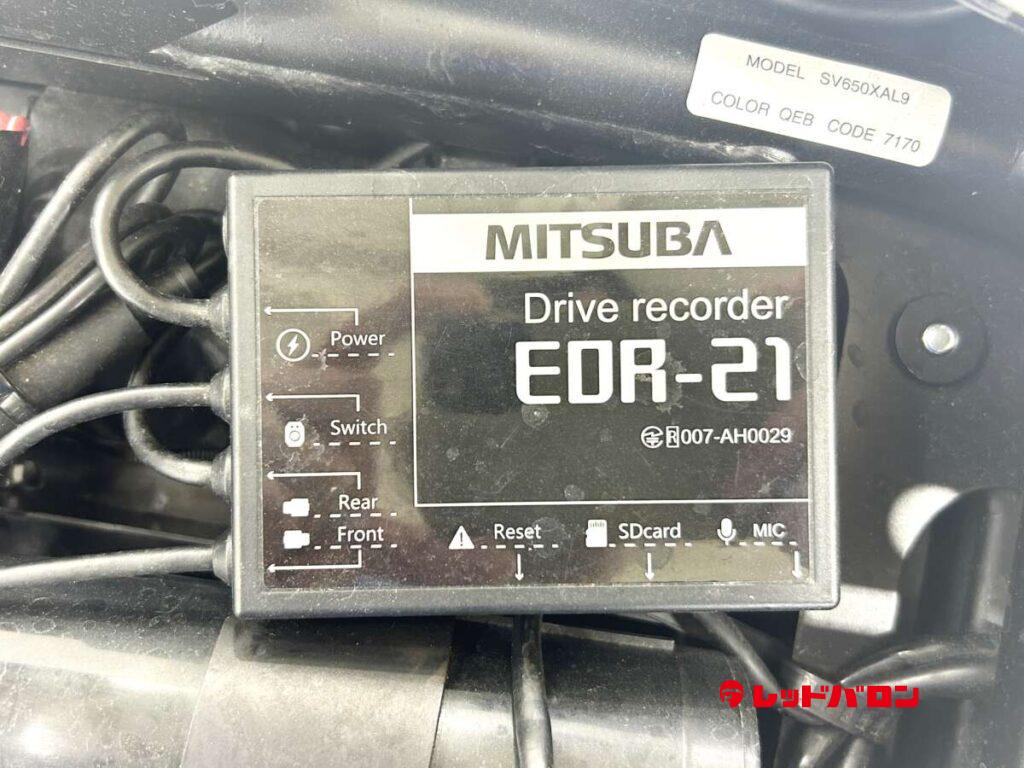 MODEL SV650XAL9
COLOR QEB CODE 7170
MITSUBA
Drive recorder
EDR-21
R 007-AH0029
Power
Switch
Rear
Front
Reset
SDcard
MIC
レッドバロン